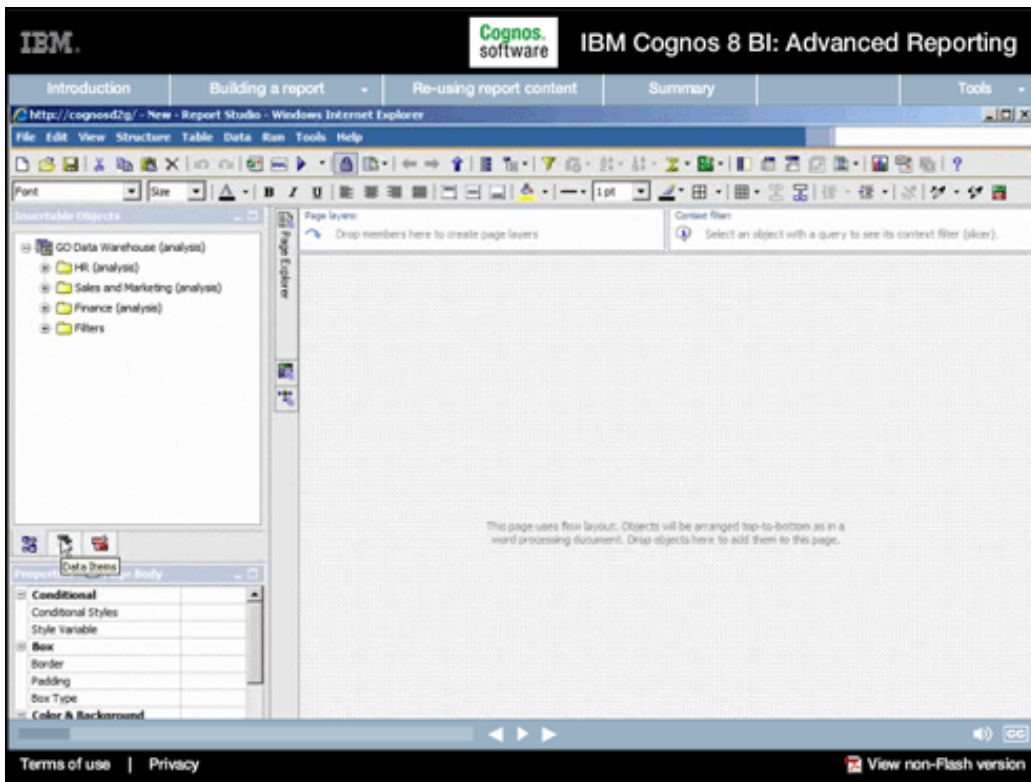 IBM.
Cognos.
software
IBM Cognos 8 BI: Advanced Reporting
Introduction Building a report Re-using report content Summary Tools
http://cognosd2g/ - New - Report Studio - Windows Internet Explorer
File Edit View Structure Table Data Run Tools Help
Font Size A B I U 1 pt
Insertable Objects
Page layers:
Context filter:
Drop members here to create page layers
Select an object with a query to see its context filter (slicer).
Page Explorer
GO Data Warehouse (analysis)
HR (analysis)
Sales and Marketing (analysis)
Finance (analysis)
Filters
This page uses flow layout. Objects will be arranged top-to-bottom as in a
word processing document. Drop objects here to add them to this page.
Data Items
Body
Conditional
Conditional Styles
Style Variable
Box
Border
Padding
Box Type
Color & Background
CC
Terms of use | Privacy
View non-Flash version